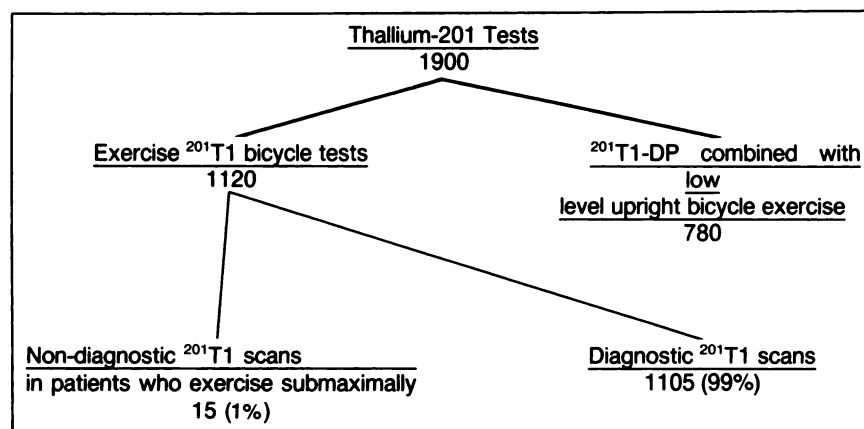 Thallium-201 Tests
1900
Exercise ²⁰¹T1 bicycle tests
1120
²⁰¹T1-DP combined with
low
level upright bicycle exercise
780
Non-diagnostic ²⁰¹T1 scans
in patients who exercise submaximally
15 (1%)
Diagnostic ²⁰¹T1 scans
1105 (99%)